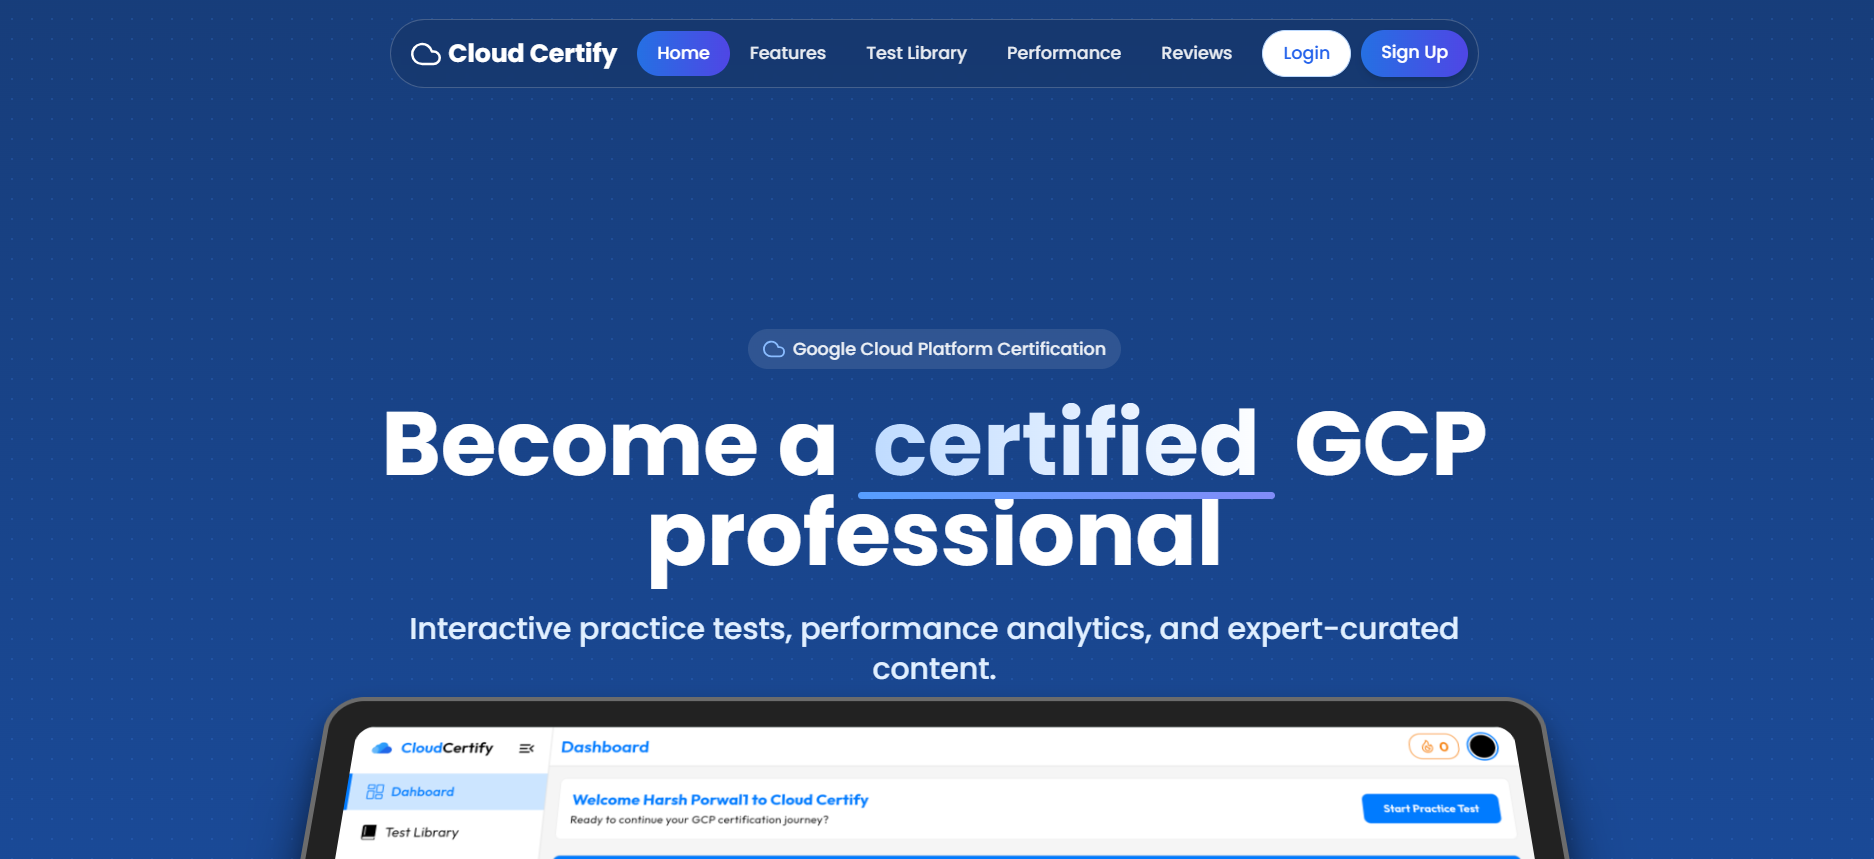 Cloud Certify
Home
Features
Test Library
Performance
Reviews
Login
Sign Up
Google Cloud Platform Certification
Become a certified GCP
professional
Interactive practice tests, performance analytics, and expert-curated
content.
CloudCertify
Dashboard
0
Dahboard
Welcome Harsh Porwal1 to Cloud Certify
Start Practice Test
Ready to continue your GCP certification journey?
Test Library